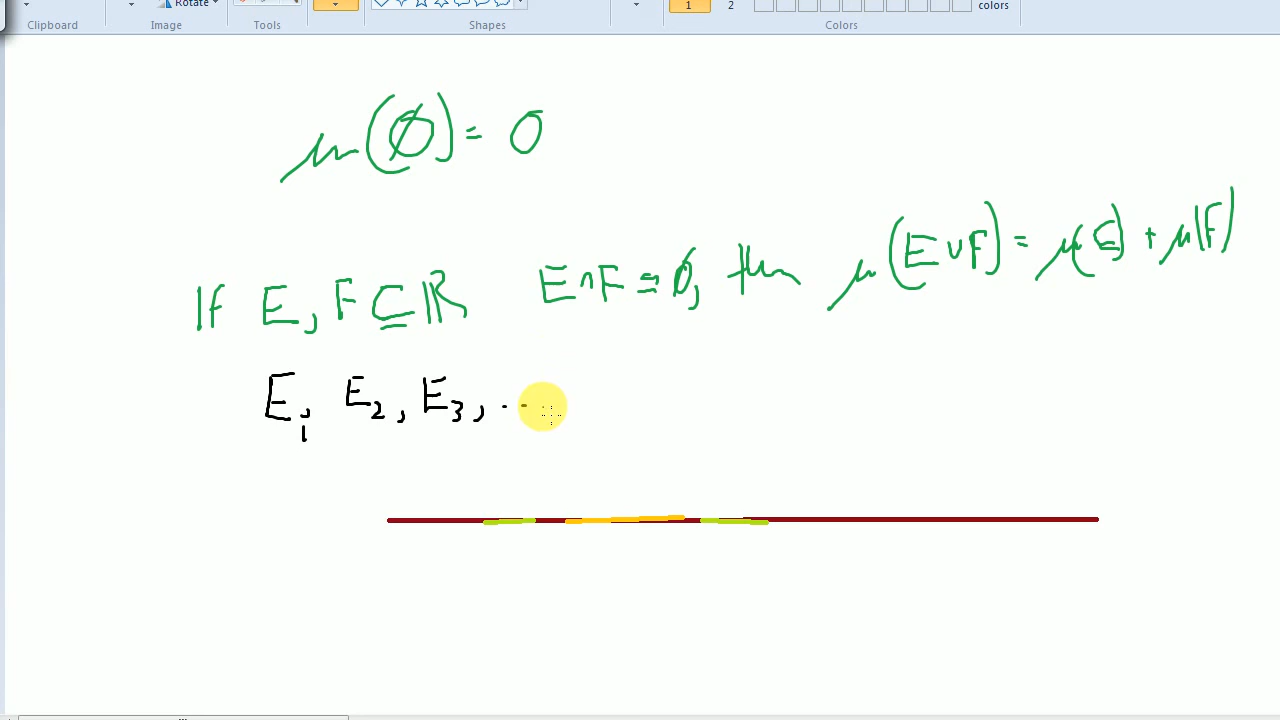 Rotate
1 2 colors
Clipboard Image Tools Shapes Colors
μ(∅) = 0
If E, F ⊆ ℝ E∩F = ∅, then μ(E∪F) = μ(E) + μ(F)
E₁, E₂, E₃, ...